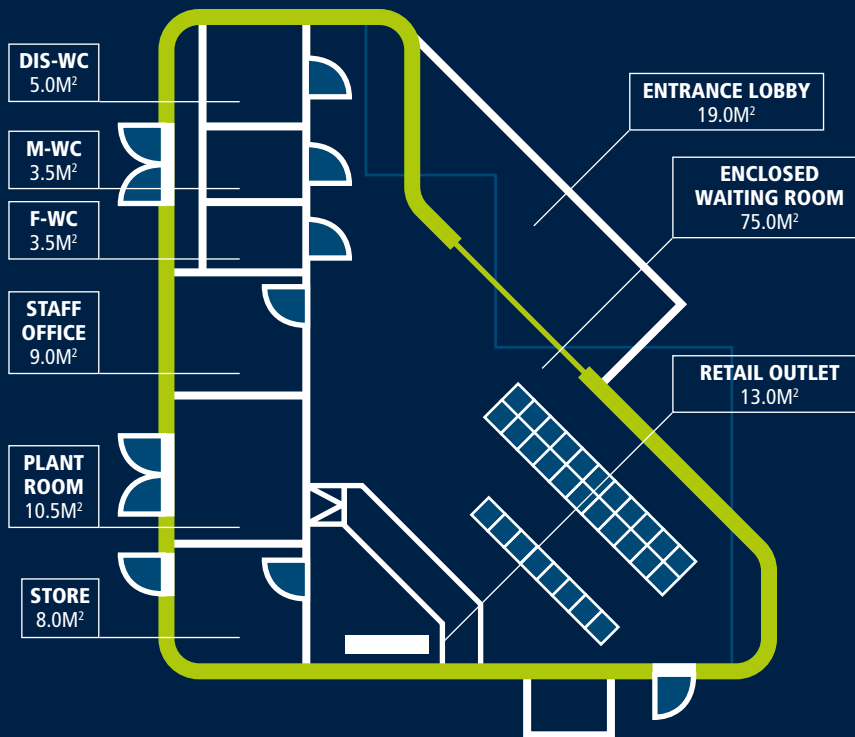 DIS-WC
5.0M²
M-WC
3.5M²
F-WC
3.5M²
STAFF
OFFICE
9.0M²
PLANT
ROOM
10.5M²
STORE
8.0M²
ENTRANCE LOBBY
19.0M²
ENCLOSED
WAITING ROOM
75.0M²
RETAIL OUTLET
13.0M²